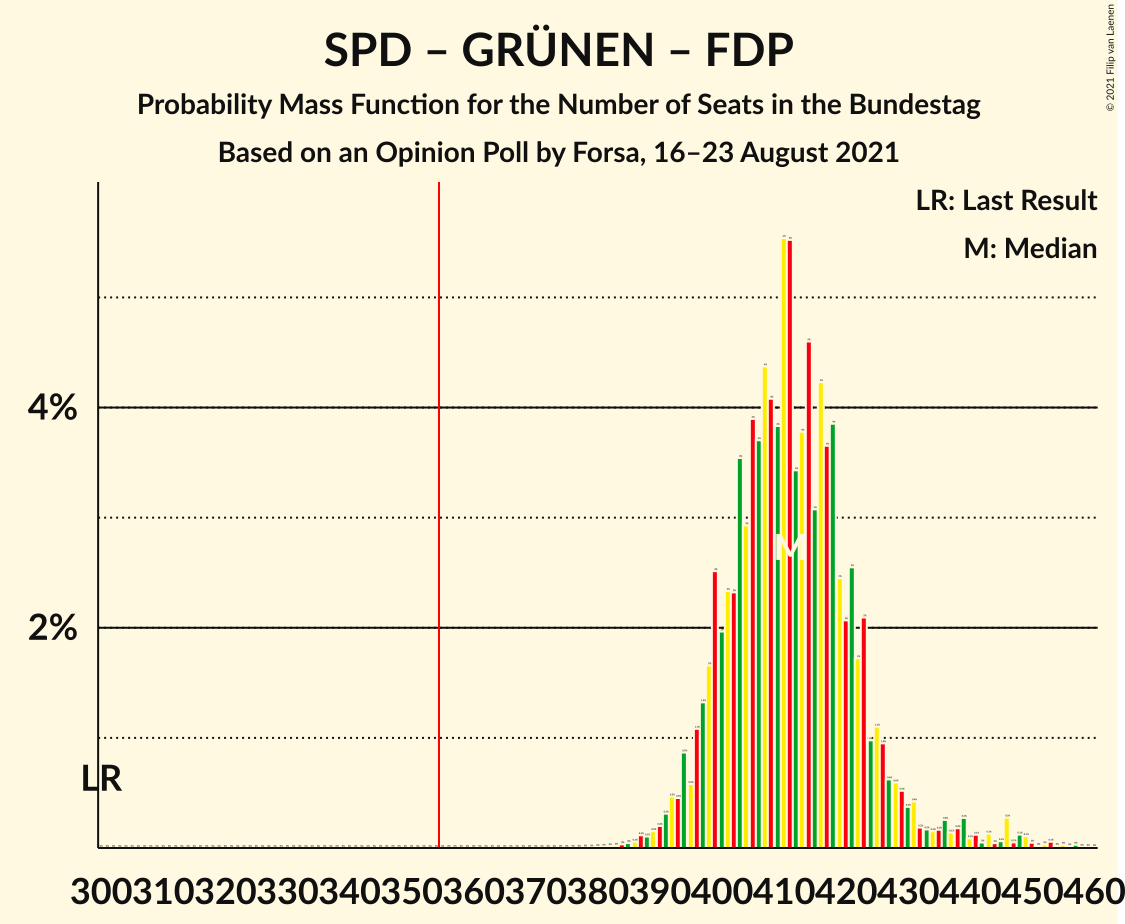 SPD – GRÜNEN – FDP
Probability Mass Function for the Number of Seats in the Bundestag
Based on an Opinion Poll by Forsa, 16–23 August 2021
© 2021 Filip van Laenen
LR: Last Result
M: Median
4%
2%
M
LR
300 310 320 330 340 350 360 370 380 390 400 410 420 430 440 450 460